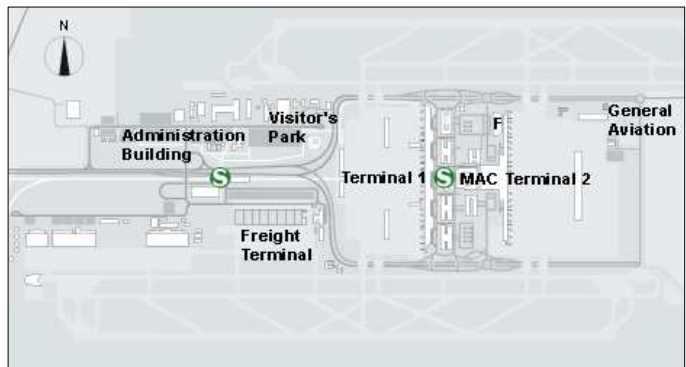 N
Administration
Building
Visitor's
Park
S
Terminal 1
S
MAC
Terminal 2
F
General
Aviation
Freight
Terminal